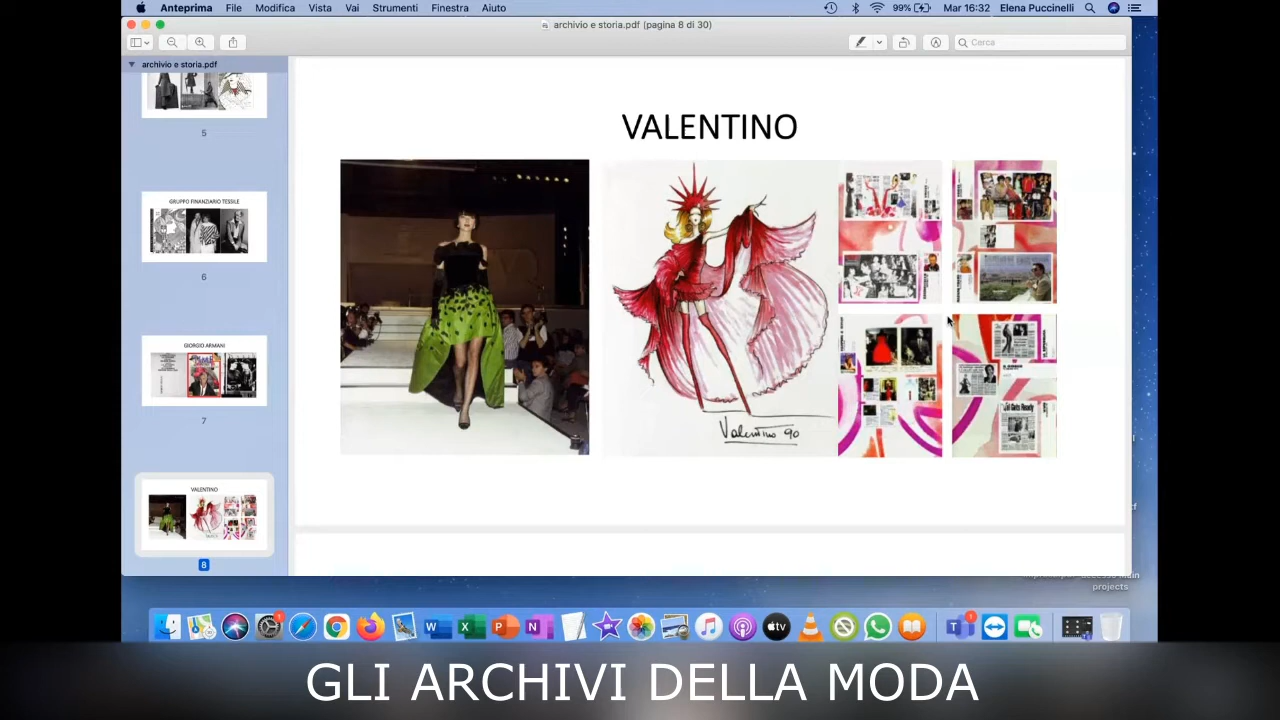 Anteprima File Modifica Vista Vai Strumenti Finestra Aiuto 99% Mar 16:32 Elena Puccinelli
archivio e storia.pdf (pagina 8 di 30)
Cerca
archivio e storia.pdf
5
GRUPPO FINANZIARIO TESSILE
6
GIORGIO ARMANI
7
VALENTINO
8
VALENTINO
Valentino 90
projects
GLI ARCHIVI DELLA MODA